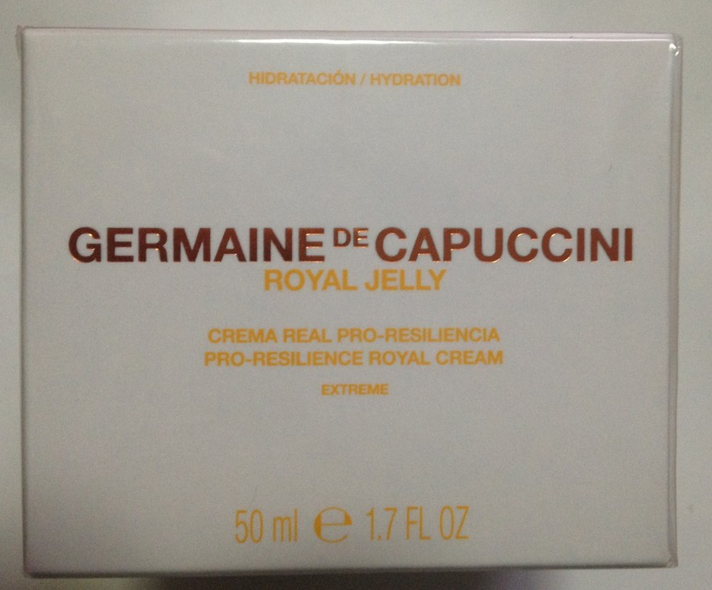 HIDRATACIÓN / HYDRATION
GERMAINE DE CAPUCCINI
ROYAL JELLY
CREMA REAL PRO-RESILIENCIA
PRO-RESILIENCE ROYAL CREAM
EXTREME
50 ml ℮ 1.7 FL OZ